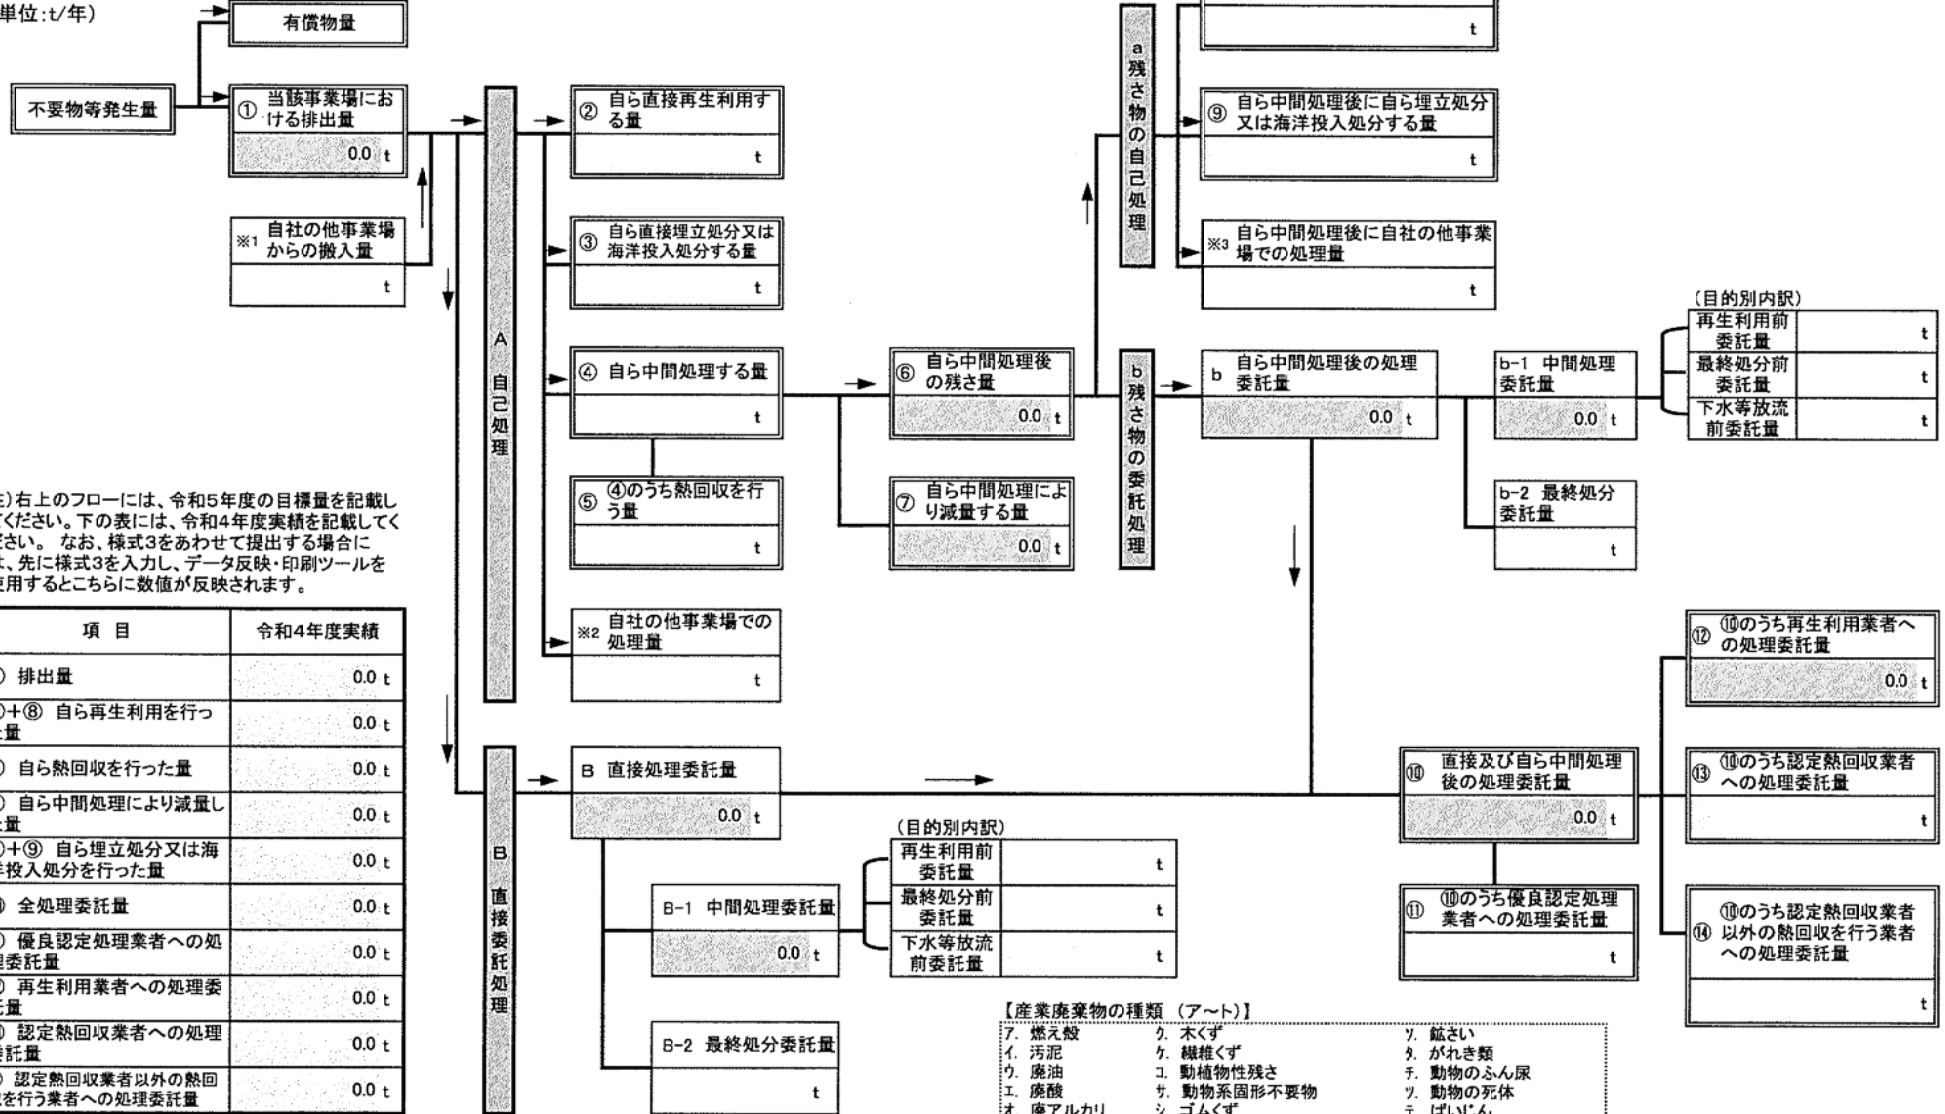 単位:t/年)
有償物量
不要物等発生量
① 当該事業場にお
ける排出量
0.0 t
※1 自社の他事業場
からの搬入量
t
A 自己処理
② 自ら直接再生利用す
る量
t
③ 自ら直接埋立処分又は
海洋投入処分する量
t
④ 自ら中間処理する量
t
⑤ ④のうち熱回収を行
う量
t
※2 自社の他事業場での
処理量
t
⑥ 自ら中間処理後
の残さ量
0.0 t
⑦ 自ら中間処理によ
り減量する量
0.0 t
a 残さ物の自己処理
t
⑨ 自ら中間処理後に自ら埋立処分
又は海洋投入処分する量
t
※3 自ら中間処理後に自社の他事業
場での処理量
t
b 残さ物の委託処理
b 自ら中間処理後の処理
委託量
0.0 t
b-1 中間処理
委託量
0.0 t
(目的別内訳)
再生利用前
委託量
t
最終処分前
委託量
t
下水等放流
前委託量
t
b-2 最終処分
委託量
t
)右上のフローには、令和5年度の目標量を記載し
ください。下の表には、令和4年度実績を記載してく
ださい。 なお、様式3をあわせて提出する場合に
、先に様式3を入力し、データ反映・印刷ツールを
使用するとこちらに数値が反映されます。
項 目 令和4年度実績
) 排出量 0.0 t
)+⑧ 自ら再生利用を行っ
量 0.0 t
) 自ら熱回収を行った量 0.0 t
) 自ら中間処理により減量し
量 0.0 t
)+⑨ 自ら埋立処分又は海
洋投入処分を行った量 0.0 t
) 全処理委託量 0.0 t
) 優良認定処理業者への処
理委託量 0.0 t
) 再生利用業者への処理委
託量 0.0 t
) 認定熱回収業者への処理
委託量 0.0 t
) 認定熱回収業者以外の熱回
収を行う業者への処理委託量 0.0 t
B 直接委託処理
B 直接処理委託量
0.0 t
B-1 中間処理委託量
0.0 t
(目的別内訳)
再生利用前
委託量
t
最終処分前
委託量
t
下水等放流
前委託量
t
B-2 最終処分委託量
t
⑩ 直接及び自ら中間処理
後の処理委託量
0.0 t
⑪ ⑩のうち優良認定処理
業者への処理委託量
t
⑫ ⑩のうち再生利用業者へ
の処理委託量
0.0 t
⑬ ⑩のうち認定熱回収業者
への処理委託量
t
⑭ ⑩のうち認定熱回収業者
以外の熱回収を行う業者
への処理委託量
t
【産業廃棄物の種類 (ア~ト)】
ア. 燃え殻 ク. 木くず ソ. 鉱さい
イ. 汚泥 ケ. 繊維くず タ. がれき類
ウ. 廃油 コ. 動植物性残さ チ. 動物のふん尿
エ. 廃酸 サ. 動物系固形不要物 ツ. 動物の死体
オ. 廃アルカリ シ. ゴムくず テ. ばいじん